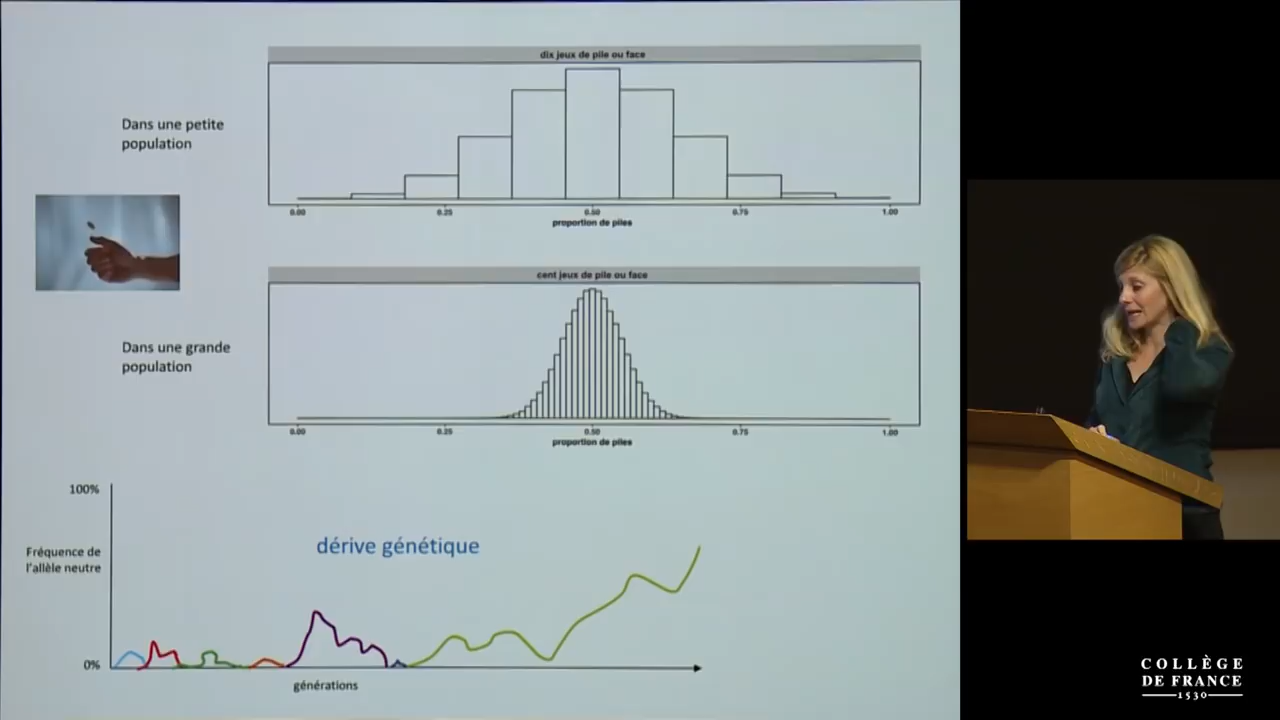 dix jeux de pile ou face
Dans une petite
population
0.00 0.25 0.50 0.75 1.00
proportion de piles
cent jeux de pile ou face
Dans une grande
population
0.00 0.25 0.50 0.75 1.00
proportion de piles
100%
Fréquence de
l'allèle neutre
dérive génétique
0%
générations
COLLÈGE
DE FRANCE
1530